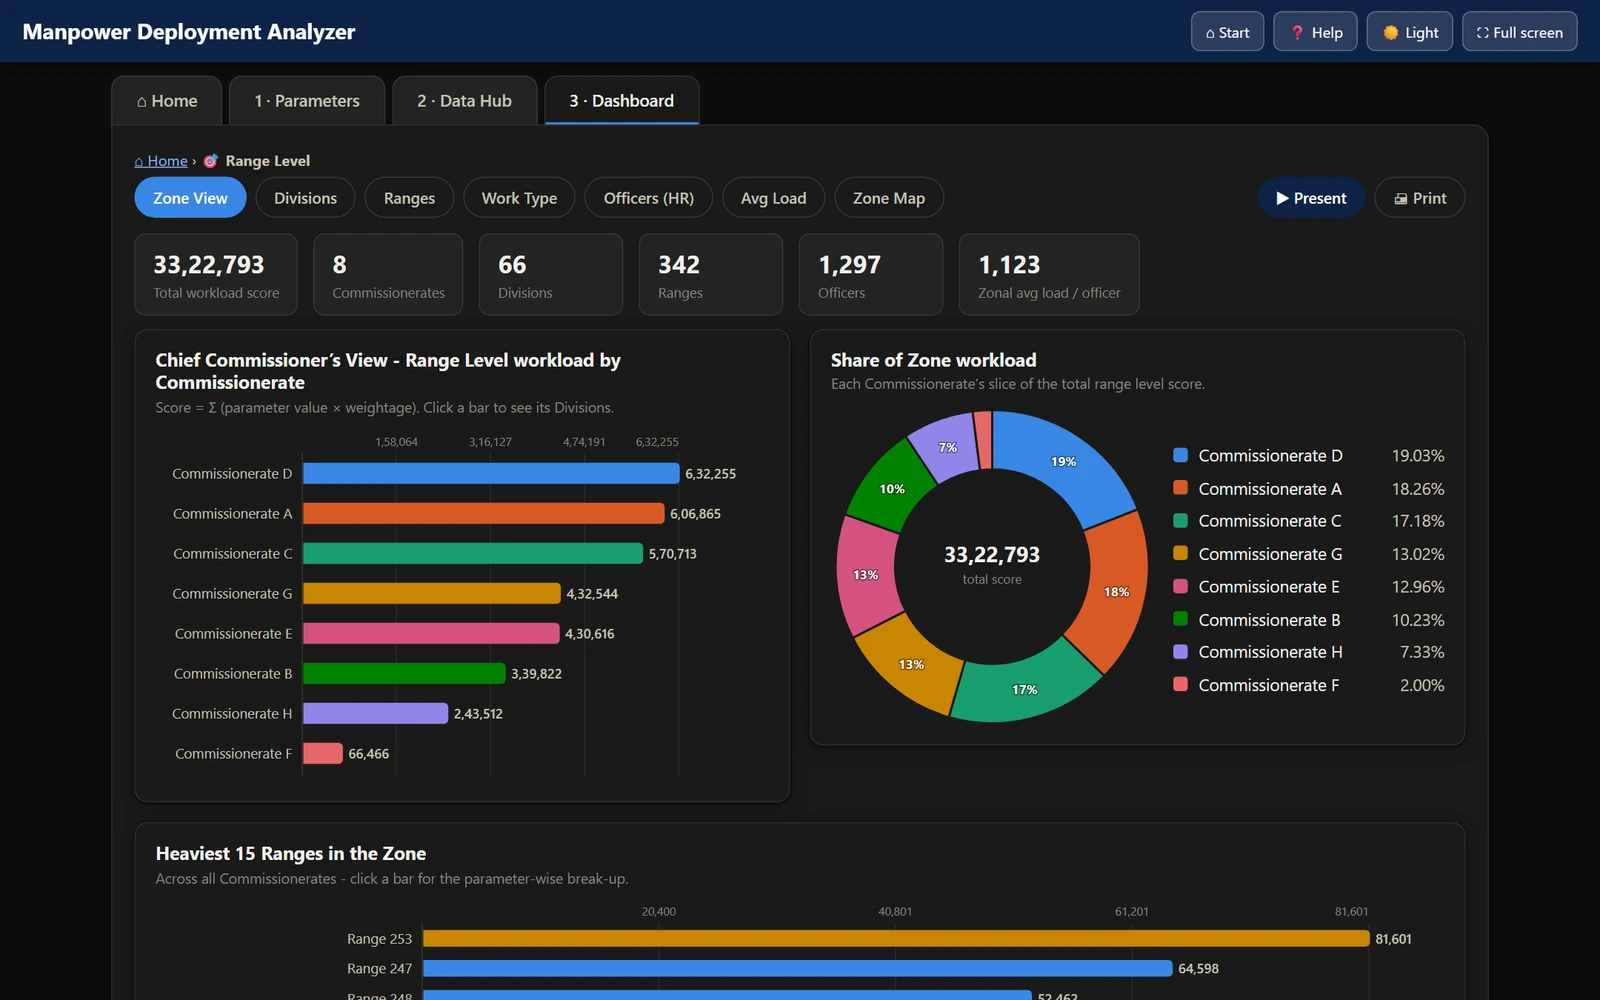 Manpower Deployment Analyzer
⌂ Start
❓ Help
Light
⛶ Full screen
⌂ Home
1 · Parameters
2 · Data Hub
3 · Dashboard
⌂ Home › 🎯 Range Level
Zone View
Divisions
Ranges
Work Type
Officers (HR)
Avg Load
Zone Map
▶ Present
Print
33,22,793
Total workload score
8
Commissionerates
66
Divisions
342
Ranges
1,297
Officers
1,123
Zonal avg load / officer
Chief Commissioner's View - Range Level workload by
Commissionerate
Score = Σ (parameter value × weightage). Click a bar to see its Divisions.
1,58,064 3,16,127 4,74,191 6,32,255
Commissionerate D 6,32,255
Commissionerate A 6,06,865
Commissionerate C 5,70,713
Commissionerate G 4,32,544
Commissionerate E 4,30,616
Commissionerate B 3,39,822
Commissionerate H 2,43,512
Commissionerate F 66,466
Share of Zone workload
Each Commissionerate's slice of the total range level score.
19%
18%
17%
13%
13%
10%
7%
33,22,793
total score
Commissionerate D 19.03%
Commissionerate A 18.26%
Commissionerate C 17.18%
Commissionerate G 13.02%
Commissionerate E 12.96%
Commissionerate B 10.23%
Commissionerate H 7.33%
Commissionerate F 2.00%
Heaviest 15 Ranges in the Zone
Across all Commissionerates - click a bar for the parameter-wise break-up.
20,400 40,801 61,201 81,601
Range 253 81,601
Range 247 64,598
Range 248 52,462